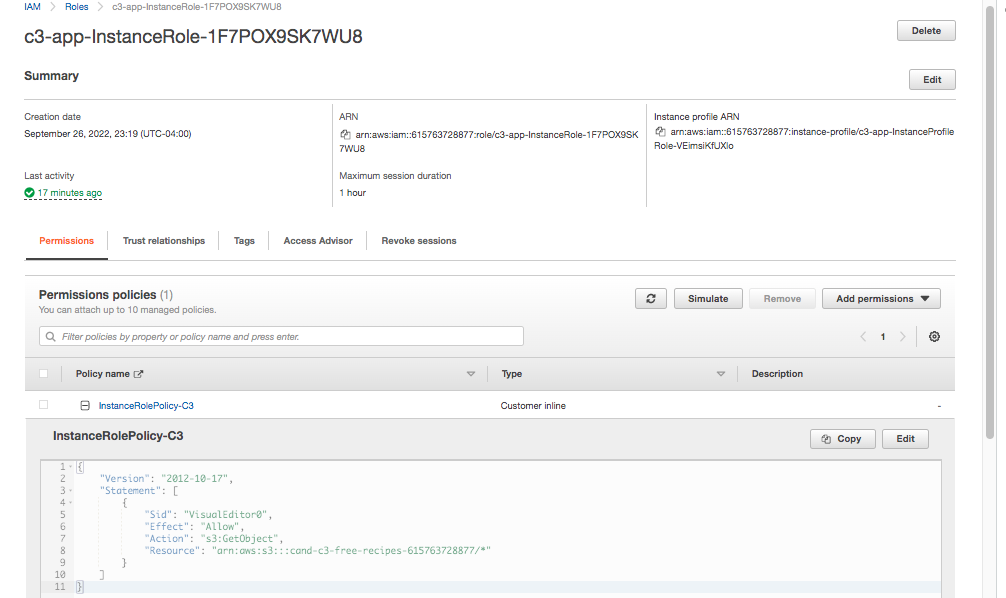 IAM > Roles > c3-app-InstanceRole-1F7POX9SK7WU8
c3-app-InstanceRole-1F7POX9SK7WU8
Delete
Summary
Edit
Creation date
September 26, 2022, 23:19 (UTC-04:00)
ARN
arn:aws:iam::615763728877:role/c3-app-InstanceRole-1F7POX9SK
7WU8
Instance profile ARN
arn:aws:iam::615763728877:instance-profile/c3-app-InstanceProfile
Role-VEimsiKfUXlo
Last activity
17 minutes ago
Maximum session duration
1 hour
Permissions Trust relationships Tags Access Advisor Revoke sessions
Permissions policies (1)
You can attach up to 10 managed policies.
Simulate Remove Add permissions
Filter policies by property or policy name and press enter.
1
Policy name Type Description
InstanceRolePolicy-C3 Customer inline -
InstanceRolePolicy-C3
Copy Edit
1 {
2 "Version": "2012-10-17",
3 "Statement": [
4 {
5 "Sid": "VisualEditor0",
6 "Effect": "Allow",
7 "Action": "s3:GetObject",
8 "Resource": "arn:aws:s3:::cand-c3-free-recipes-615763728877/*"
9 }
10 ]
11 }